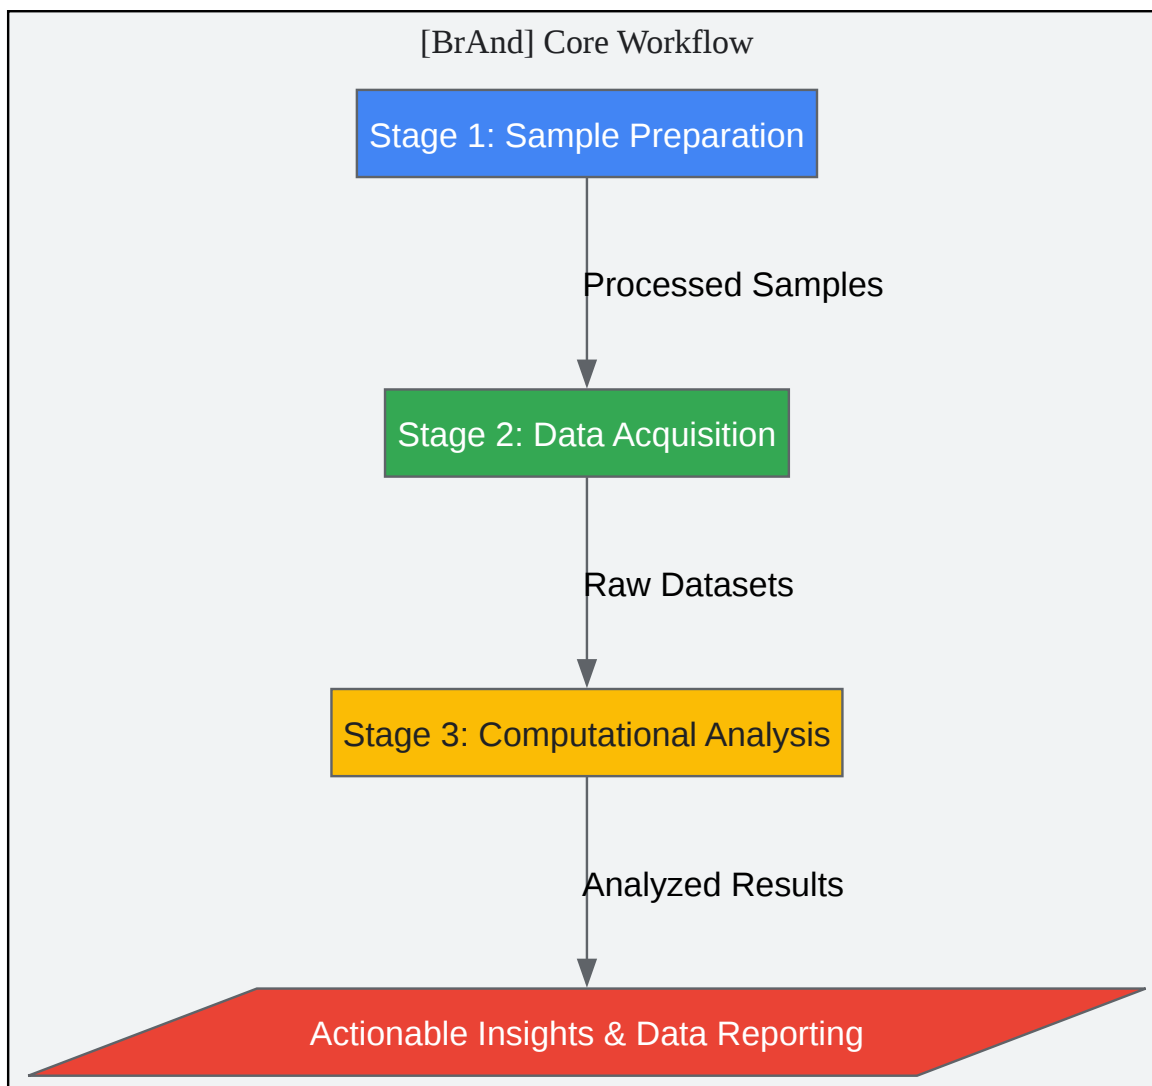 [BrAnd] Core Workflow
Stage 1: Sample Preparation
Processed Samples
Stage 2: Data Acquisition
Raw Datasets
Stage 3: Computational Analysis
Analyzed Results
Actionable Insights & Data Reporting